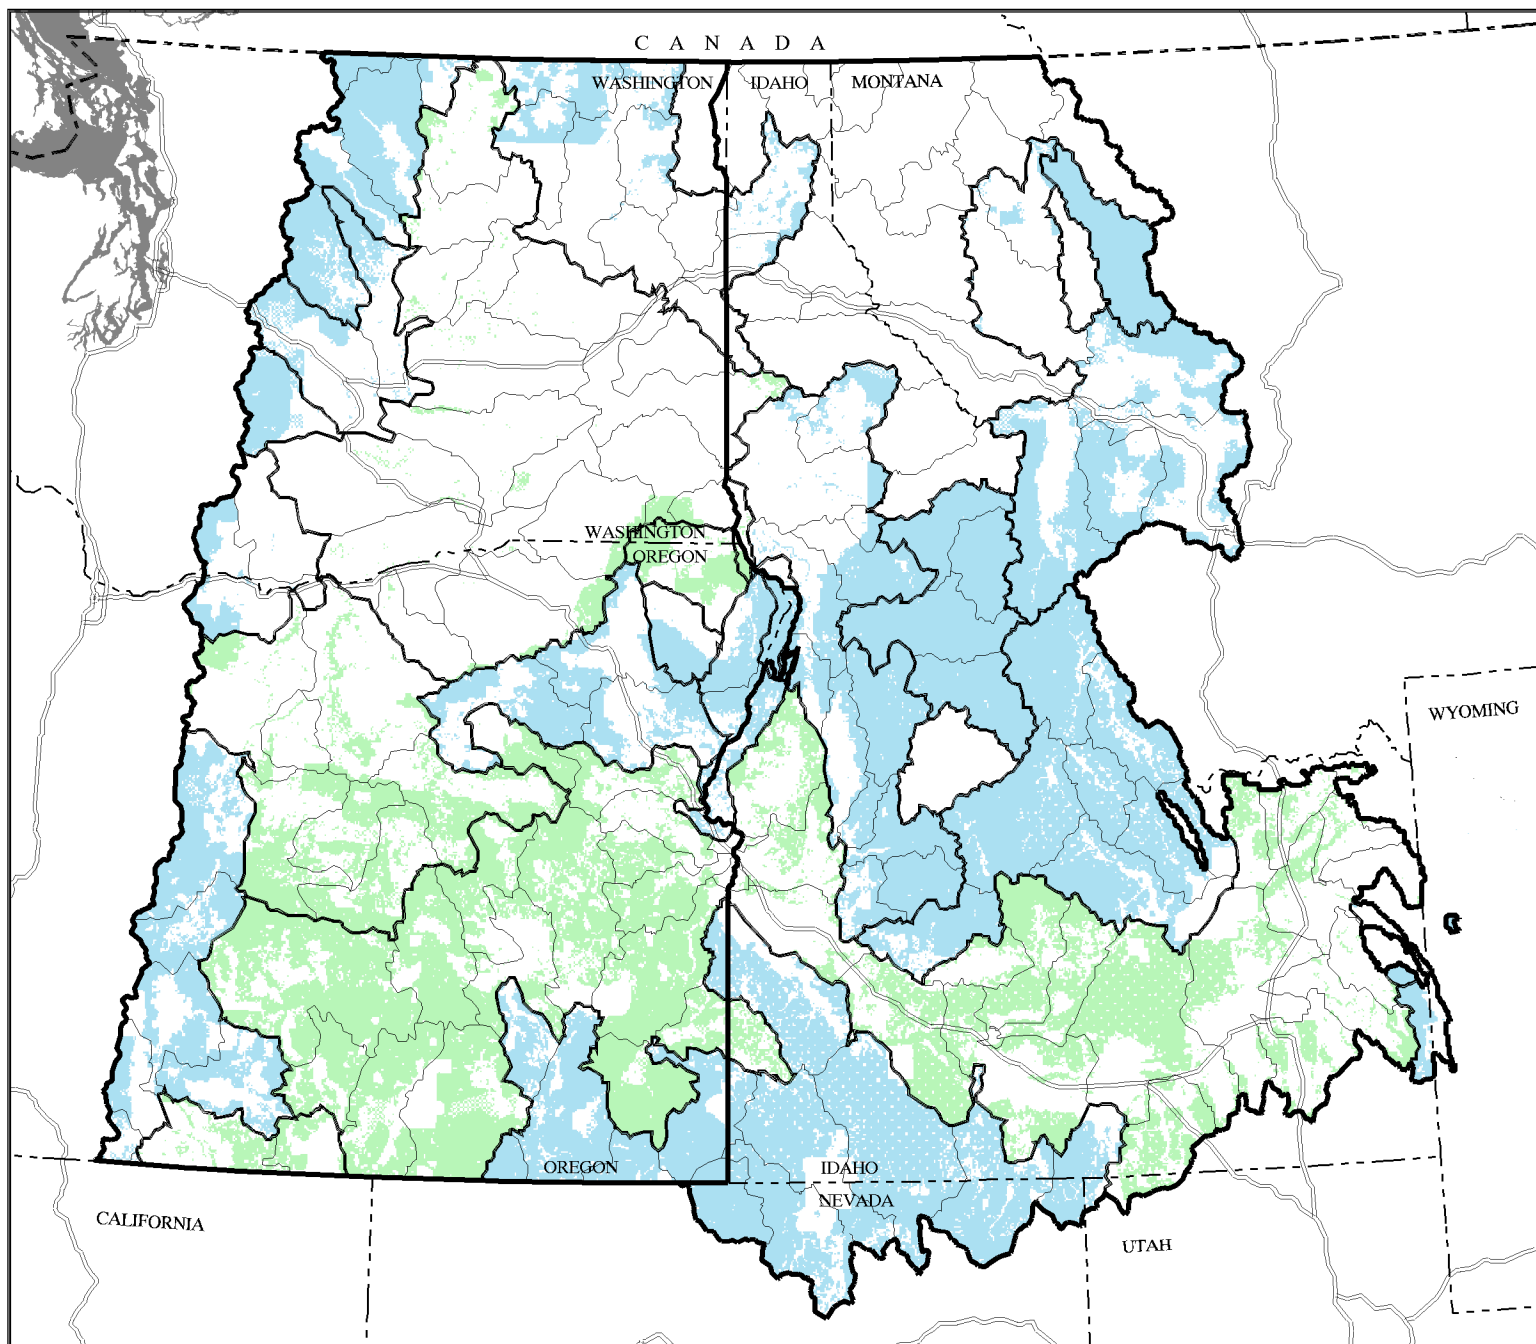 C A N A D A
WASHINGTON
IDAHO
MONTANA
WASHINGTON
OREGON
WYOMING
OREGON
IDAHO
NEVADA
CALIFORNIA
UTAH